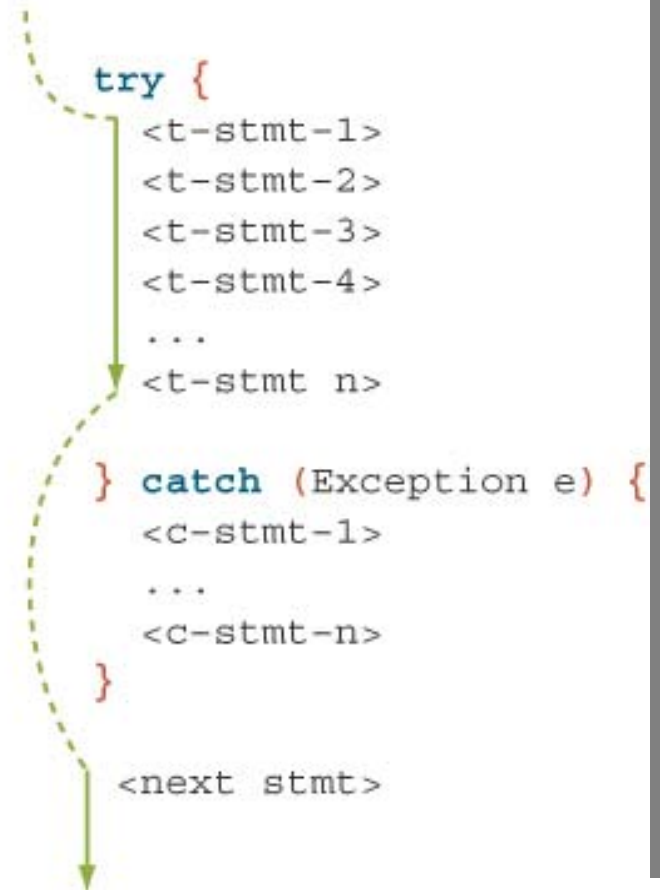 try {
<t-stmt-1>
<t-stmt-2>
<t-stmt-3>
<t-stmt-4>
...
<t-stmt n>
} catch (Exception e) {
<c-stmt-1>
...
<c-stmt-n>
}
<next stmt>